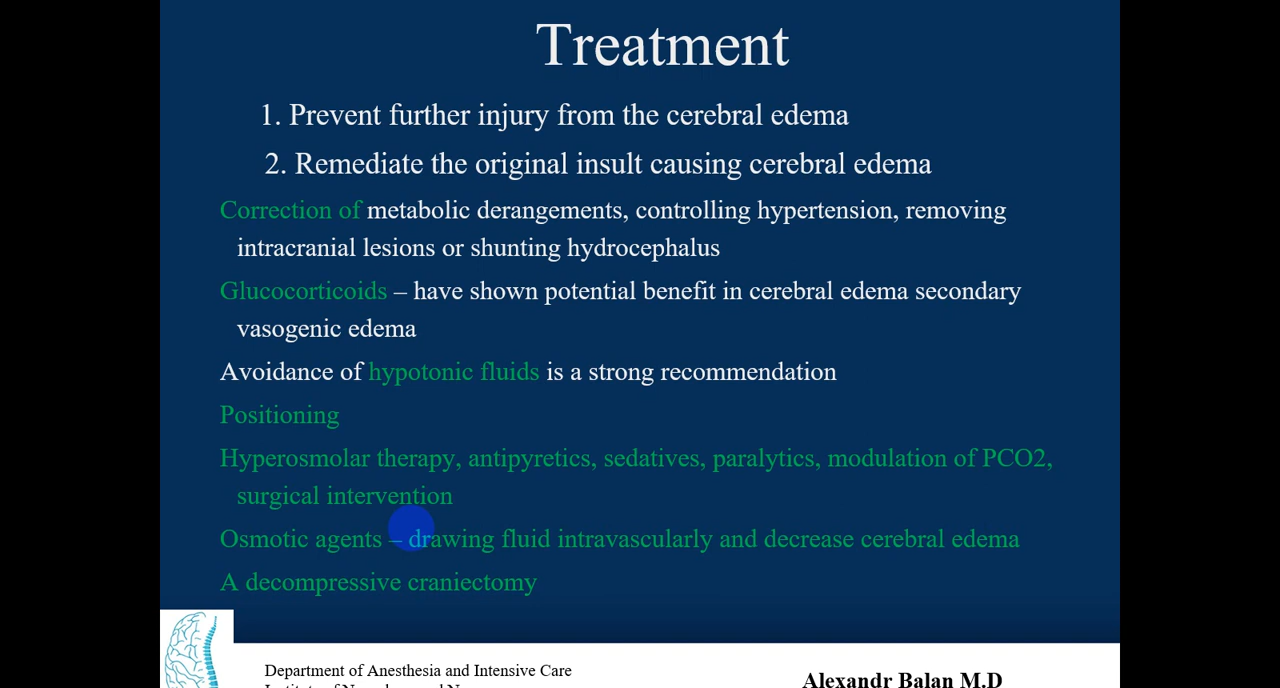 Treatment
1. Prevent further injury from the cerebral edema
2. Remediate the original insult causing cerebral edema
Correction of metabolic derangements, controlling hypertension, removing
intracranial lesions or shunting hydrocephalus
Glucocorticoids – have shown potential benefit in cerebral edema secondary
vasogenic edema
Avoidance of hypotonic fluids is a strong recommendation
Positioning
Hyperosmolar therapy, antipyretics, sedatives, paralytics, modulation of PCO2,
surgical intervention
Osmotic agents – drawing fluid intravascularly and decrease cerebral edema
A decompressive craniectomy
Department of Anesthesia and Intensive Care
Alexandr Balan M.D